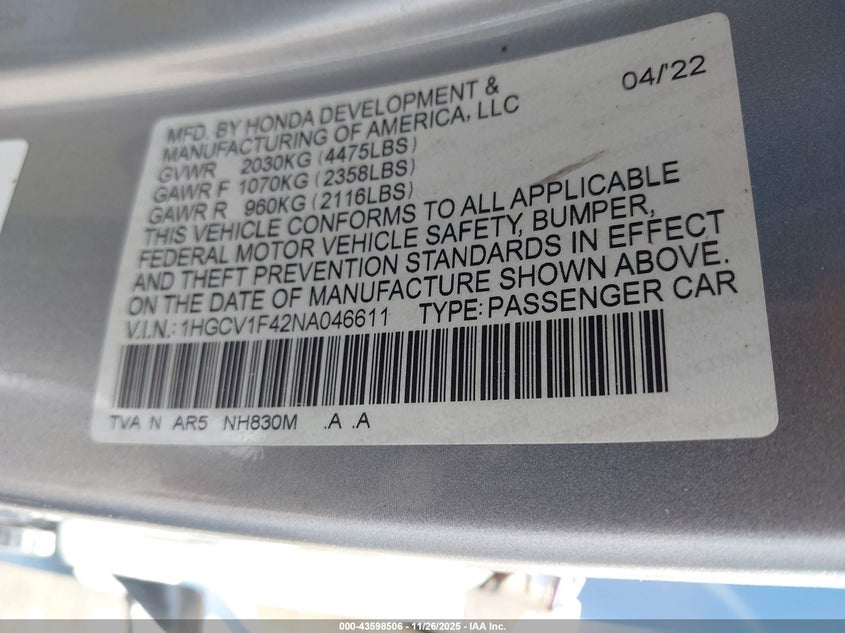 04/'22
MFD. BY HONDA DEVELOPMENT &
MANUFACTURING OF AMERICA, LLC
GVWR 2030KG (4475LBS)
GAWR F 1070KG (2358LBS)
GAWR R 960KG (2116LBS)
THIS VEHICLE CONFORMS TO ALL APPLICABLE
FEDERAL MOTOR VEHICLE SAFETY, BUMPER,
AND THEFT PREVENTION STANDARDS IN EFFECT
ON THE DATE OF MANUFACTURE SHOWN ABOVE.
V.I.N.: 1HGCV1F42NA046611 TYPE: PASSENGER CAR
TVA N AR5 NH830M .A .A
000-43598506 - 11/26/2025 - IAA Inc.